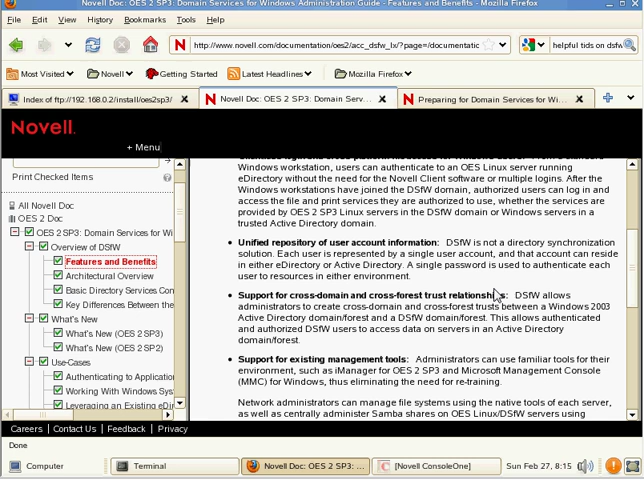 Novell Doc: OES 2 SP3: Domain Services for Windows Administration Guide - Features and Benefits - Mozilla Firefox
File Edit View History Bookmarks Tools Help
http://www.novell.com/documentation/oes2/acc_dsfw_lx/?page=/documentatic
helpful tids on dsfw
Most Visited Novell Getting Started Latest Headlines Mozilla Firefox
Index of ftp://192.168.0.2/install/oes2sp3/
Novell Doc: OES 2 SP3: Domain Serv...
Preparing for Domain Services for Wi...
Novell.
+ Menu
Print Checked Items
All Novell Doc
OES 2 Doc
OES 2 SP3: Domain Services for Wi
Overview of DSfW
Features and Benefits
Architectural Overview
Basic Directory Services Con
Key Differences Between the
What's New
What's New (OES 2 SP3)
What's New (OES 2 SP2)
Use-Cases
Authenticating to Applicatior
Working With Windows Sys
Leveraging an Existing eDi
Windows workstation, users can authenticate to an OES Linux server running
eDirectory without the need for the Novell Client software or multiple logins. After the
Windows workstations have joined the DSfW domain, authorized users can log in and
access the file and print services they are authorized to use, whether the services are
provided by OES 2 SP3 Linux servers in the DSfW domain or Windows servers in a
trusted Active Directory domain.
Unified repository of user account information: DSfW is not a directory synchronization
solution. Each user is represented by a single user account, and that account can reside
in either eDirectory or Active Directory. A single password is used to authenticate each
user to resources in either environment.
Support for cross-domain and cross-forest trust relationships: DSfW allows
administrators to create cross-domain and cross-forest trusts between a Windows 2003
Active Directory domain/forest and a DSfW domain/forest. This allows authenticated
and authorized DSfW users to access data on servers in an Active Directory
domain/forest.
Support for existing management tools: Administrators can use familiar tools for their
environment, such as iManager for OES 2 SP3 and Microsoft Management Console
(MMC) for Windows, thus eliminating the need for re-training.
Network administrators can manage file systems using the native tools of each server,
as well as centrally administer Samba shares on OES Linux/DSfW servers using
Careers | Contact Us | Feedback | Privacy
Done
Computer Terminal Novell Doc: OES 2 SP3: ... [Novell ConsoleOne] Sun Feb 27, 8:15